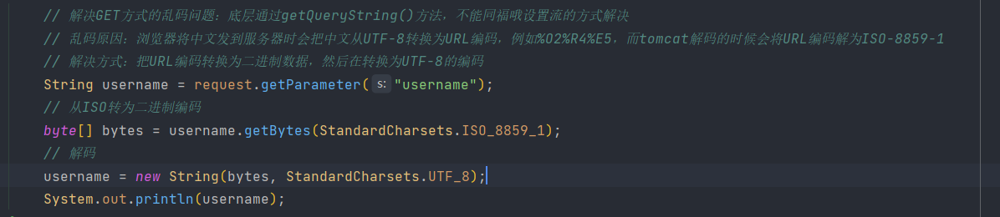 // 解决GET方式的乱码问题：底层通过getQueryString()方法，不能同福哦设置流的方式解决
// 乱码原因：浏览器将中文发到服务器时会把中文从UTF-8转换为URL编码，例如%O2%R4%E5，而tomcat解码的时候会将URL编码解为ISO-8859-1
// 解决方式：把URL编码转换为二进制数据，然后在转换为UTF-8的编码
String username = request.getParameter( s: "username");
// 从ISO转为二进制编码
byte[] bytes = username.getBytes(StandardCharsets.ISO_8859_1);
// 解码
username = new String(bytes, StandardCharsets.UTF_8);
System.out.println(username);